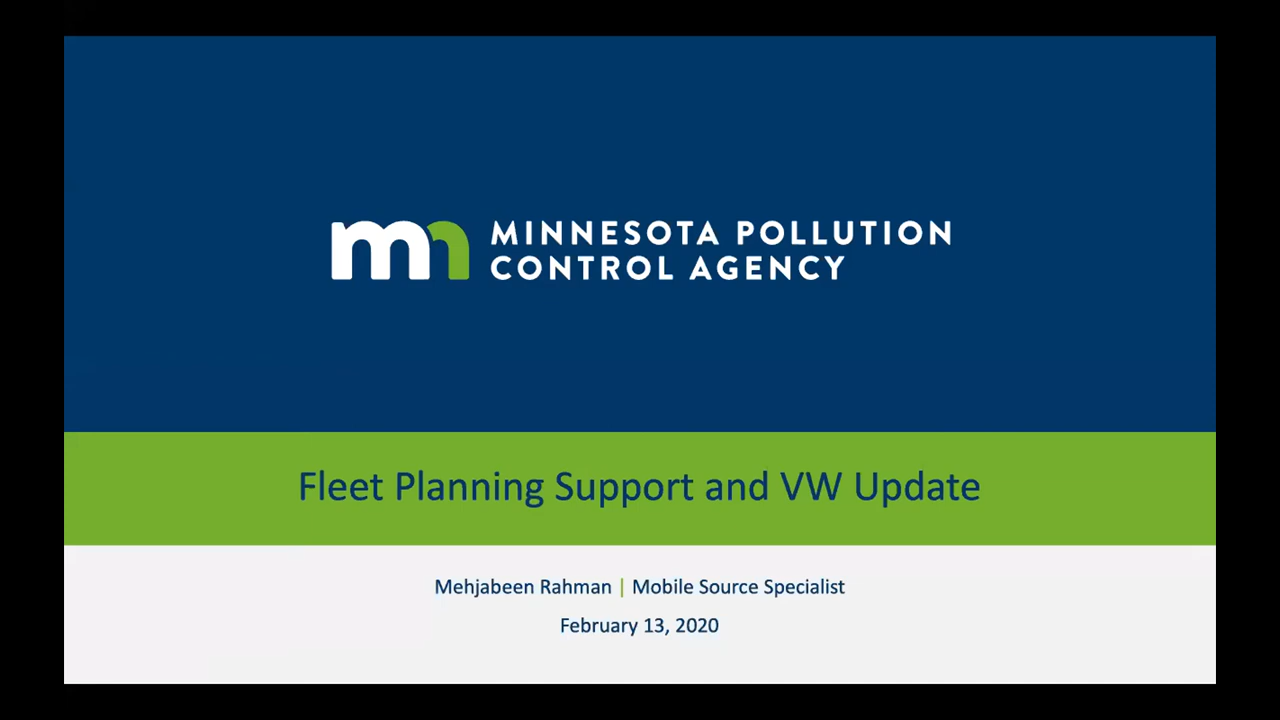 mn MINNESOTA POLLUTION
CONTROL AGENCY
Fleet Planning Support and VW Update
Mehjabeen Rahman | Mobile Source Specialist
February 13, 2020